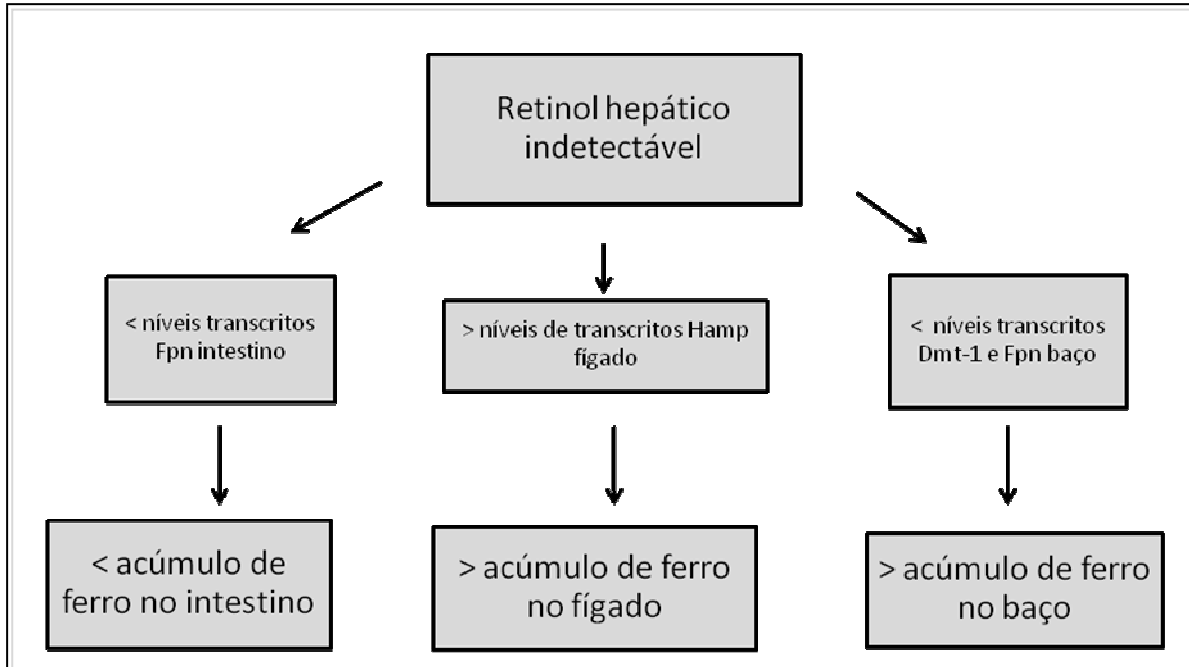 Retinol hepático
indetectável
< níveis transcritos
Fpn intestino
> níveis de transcritos Hamp
fígado
< níveis transcritos
Dmt-1 e Fpn baço
< acúmulo de
ferro no intestino
> acúmulo de ferro
no fígado
> acúmulo de ferro
no baço